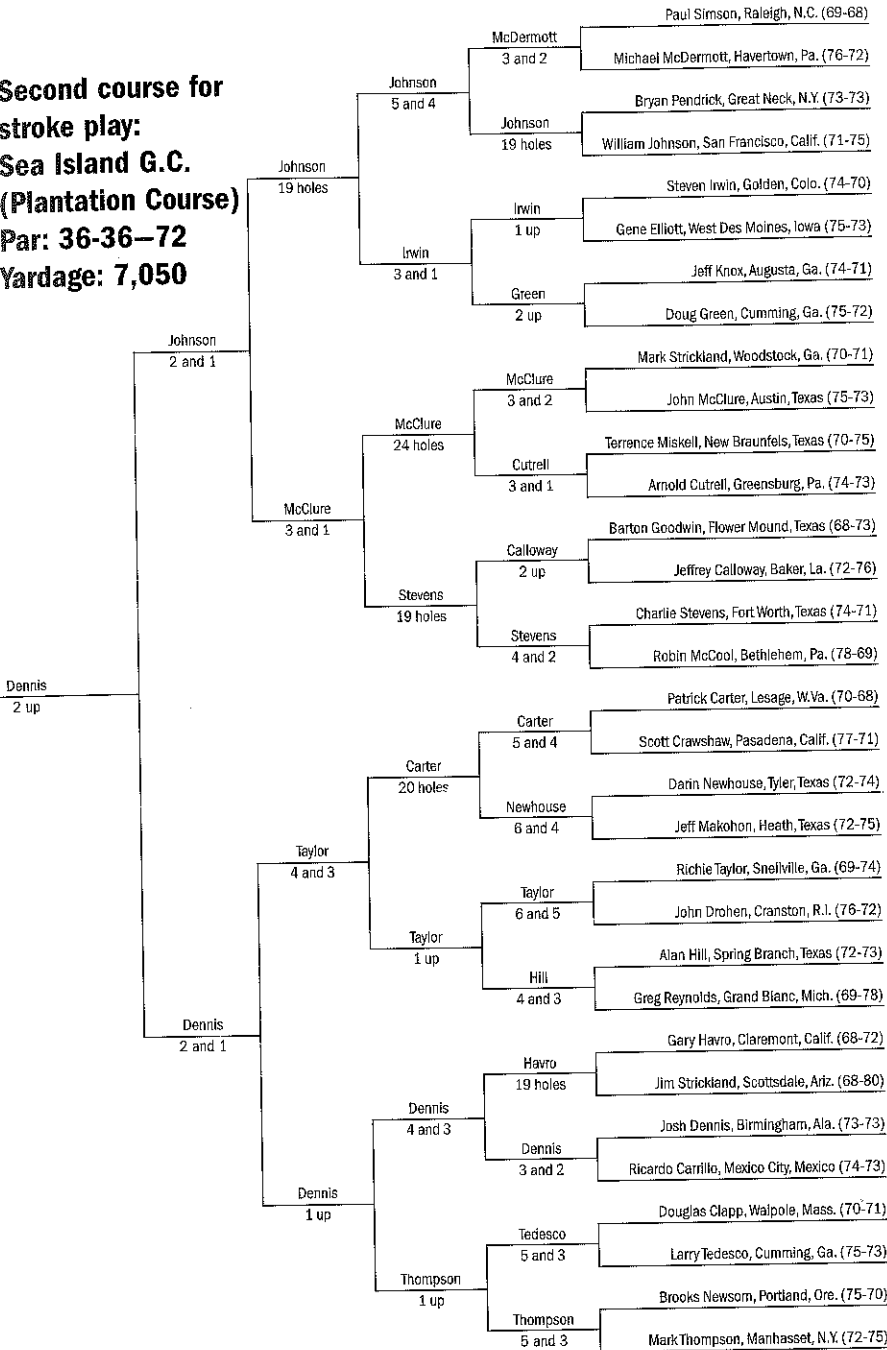 Second course for
stroke play:
Sea Island G.C.
(Plantation Course)
Par: 36-36—72
Yardage: 7,050
Paul Simson, Raleigh, N.C. (69-68)
Michael McDermott, Havertown, Pa. (76-72)
Bryan Pendrick, Great Neck, N.Y. (73-73)
William Johnson, San Francisco, Calif. (71-75)
Steven Irwin, Golden, Colo. (74-70)
Gene Elliott, West Des Moines, Iowa (75-73)
Jeff Knox, Augusta, Ga. (74-71)
Doug Green, Cumming, Ga. (75-72)
Mark Strickland, Woodstock, Ga. (70-71)
John McClure, Austin, Texas (75-73)
Terrence Miskell, New Braunfels, Texas (70-75)
Arnold Cutrell, Greensburg, Pa. (74-73)
Barton Goodwin, Flower Mound, Texas (68-73)
Jeffrey Calloway, Baker, La. (72-76)
Charlie Stevens, Fort Worth, Texas (74-71)
Robin McCool, Bethlehem, Pa. (78-69)
Patrick Carter, Lesage, W.Va. (70-68)
Scott Crawshaw, Pasadena, Calif. (77-71)
Darin Newhouse, Tyler, Texas (72-74)
Jeff Makohon, Heath, Texas (72-75)
Richie Taylor, Snellville, Ga. (69-74)
John Drohen, Cranston, R.I. (76-72)
Alan Hill, Spring Branch, Texas (72-73)
Greg Reynolds, Grand Blanc, Mich. (69-78)
Gary Havro, Claremont, Calif. (68-72)
Jim Strickland, Scottsdale, Ariz. (68-80)
Josh Dennis, Birmingham, Ala. (73-73)
Ricardo Carrillo, Mexico City, Mexico (74-73)
Douglas Clapp, Walpole, Mass. (70-71)
Larry Tedesco, Cumming, Ga. (75-73)
Brooks Newsom, Portland, Ore. (75-70)
Mark Thompson, Manhasset, N.Y. (72-75)
McDermott
3 and 2
Johnson
19 holes
Irwin
1 up
Green
2 up
McClure
3 and 2
Cutrell
3 and 1
Calloway
2 up
Stevens
4 and 2
Carter
5 and 4
Newhouse
6 and 4
Taylor
6 and 5
Hill
4 and 3
Havro
19 holes
Dennis
3 and 2
Tedesco
5 and 3
Thompson
5 and 3
Johnson
5 and 4
Irwin
3 and 1
McClure
24 holes
Stevens
19 holes
Carter
20 holes
Taylor
1 up
Dennis
4 and 3
Thompson
1 up
Johnson
19 holes
McClure
3 and 1
Taylor
4 and 3
Dennis
1 up
Johnson
2 and 1
Dennis
2 and 1
Dennis
2 up